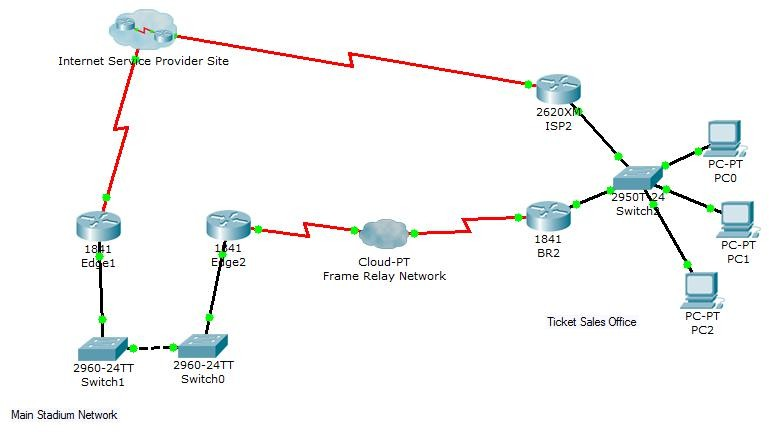 Internet Service Provider Site
2620XM
ISP2
PC-PT
PC0
2950T-24
Switch2
1841
Edge1
1841
Edge2
Cloud-PT
Frame Relay Network
1841
BR2
PC-PT
PC1
PC-PT
PC2
Ticket Sales Office
2960-24TT
Switch1
2960-24TT
Switch0
Main Stadium Network